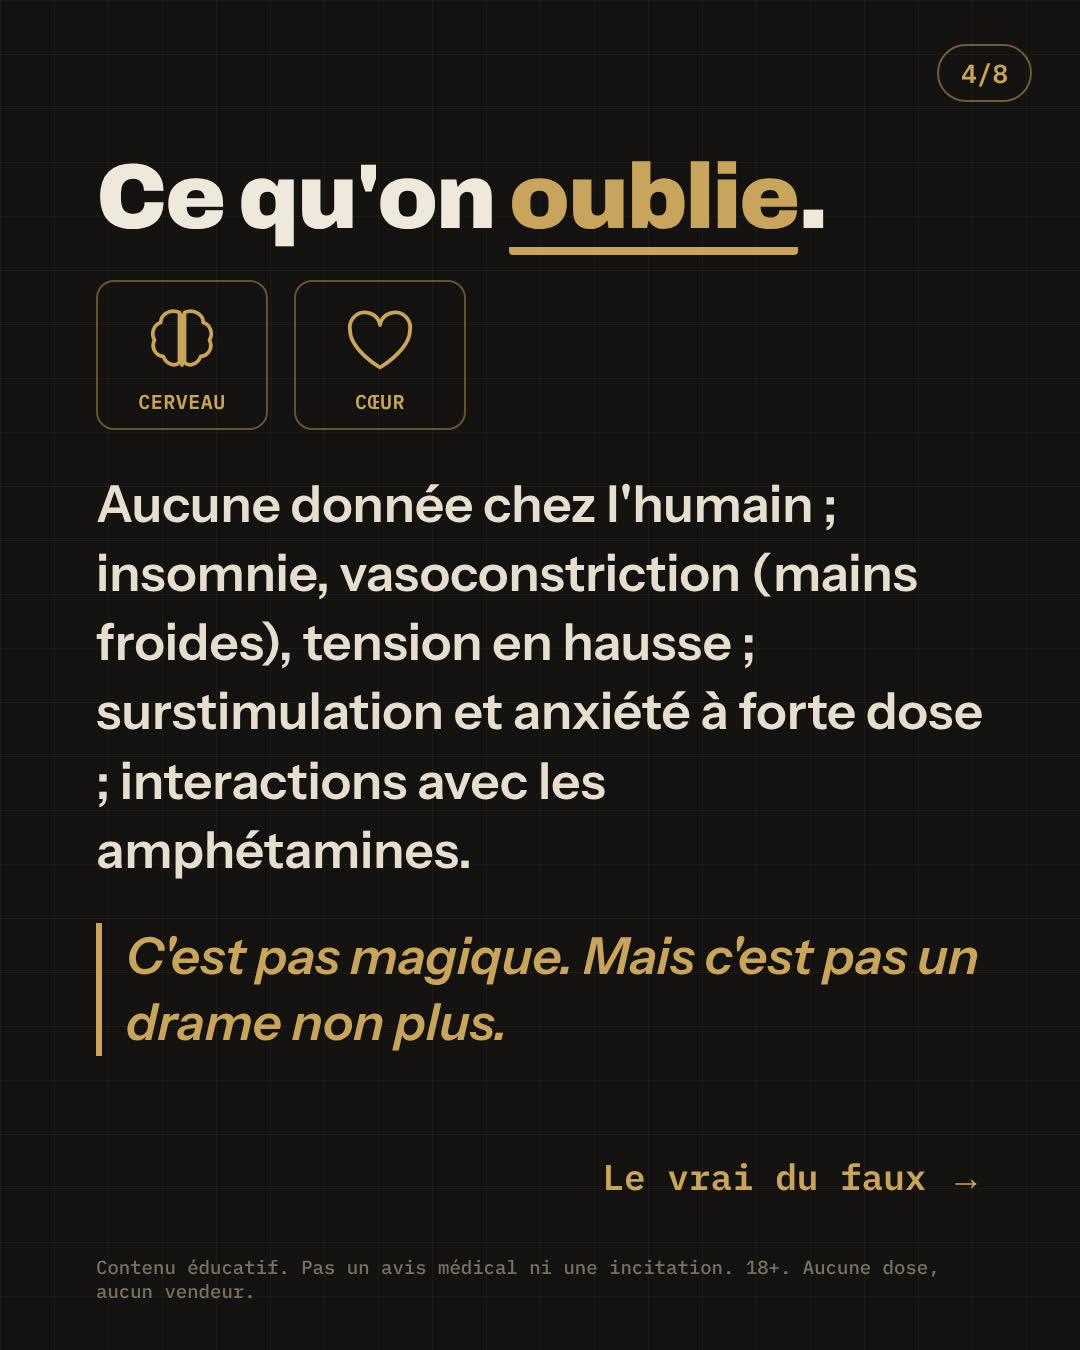 4/8
Ce qu'on oublie.
CERVEAU
CŒUR
Aucune donnée chez l'humain ;
insomnie, vasoconstriction (mains
froides), tension en hausse ;
surstimulation et anxiété à forte dose
; interactions avec les
amphétamines.
C'est pas magique. Mais c'est pas un
drame non plus.
Le vrai du faux →
Contenu éducatif. Pas un avis médical ni une incitation. 18+. Aucune dose,
aucun vendeur.